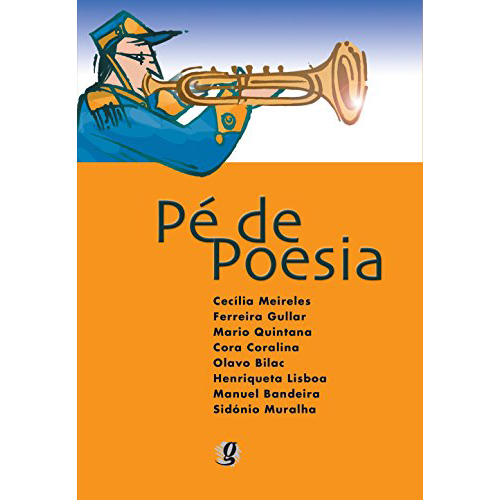 Pé de
Poesia
Cecília Meireles
Ferreira Gullar
Mario Quintana
Cora Coralina
Olavo Bilac
Henriqueta Lisboa
Manuel Bandeira
Sidónio Muralha
g